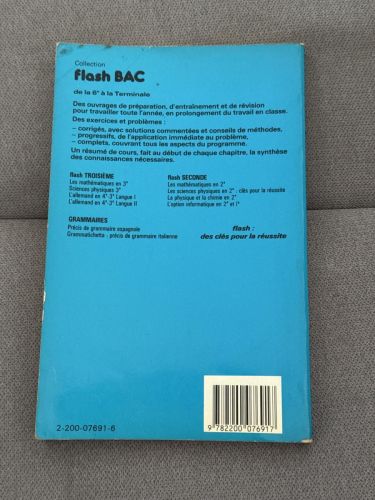 Collection
flash BAC
de la 6e à la Terminale
Des ouvrages de préparation, d'entraînement et de révision
pour travailler toute l'année, en prolongement du travail en classe.
Des exercices et problèmes :
– corrigés, avec solutions commentées et conseils de méthodes,
– progressifs, de l'application immédiate au problème,
– complets, couvrant tous les aspects du programme.
Un résumé de cours, fait au début de chaque chapitre, la synthèse
des connaissances nécessaires.
flash TROISIÈME
Les mathématiques en 3e
Sciences physiques 3e
L'allemand en 4e-3e Langue I
L'allemand en 4e-3e Langue II
flash SECONDE
Les mathématiques en 2e
Les sciences physiques en 2e : clés pour la réussite
La physique et la chimie en 2e
L'option informatique en 2e et 1e
GRAMMAIRES
Précis de grammaire espagnole
Grammatichetta - précis de grammaire italienne
flash :
des clés pour la réussite
2-200-07691-6
9782200076917